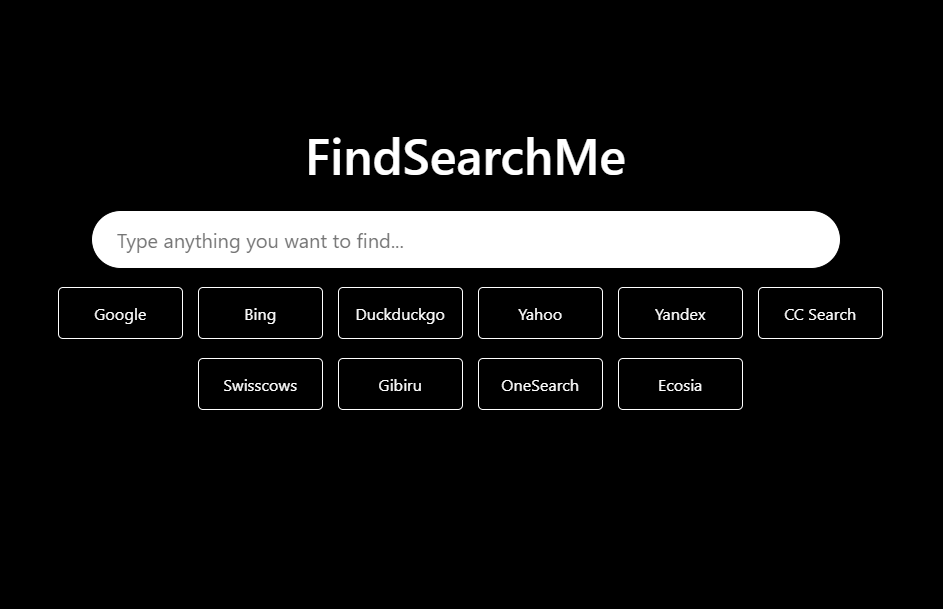 FindSearchMe
Type anything you want to find...
Google Bing Duckduckgo Yahoo Yandex CC Search
Swisscows Gibiru OneSearch Ecosia